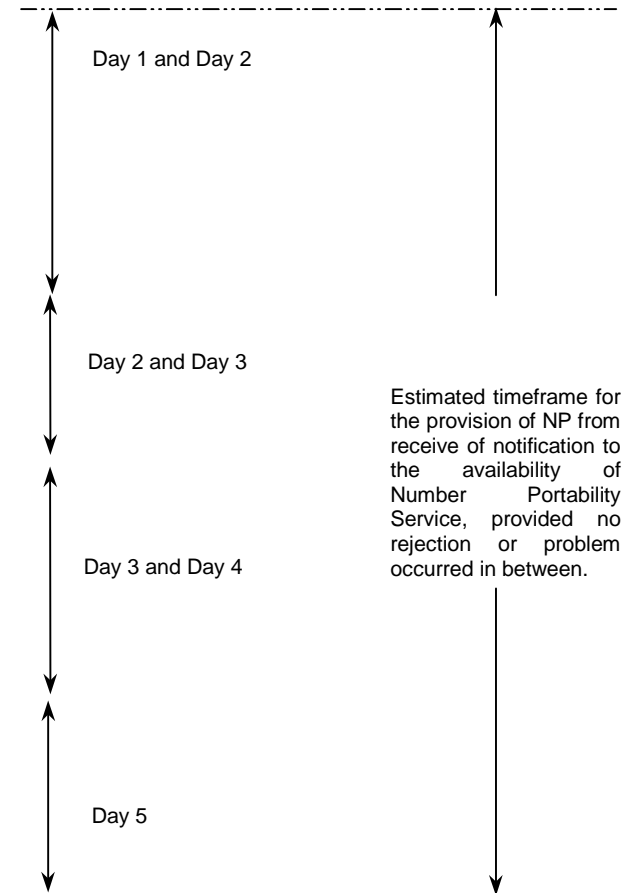 Day 1 and Day 2
Day 2 and Day 3
Estimated timeframe for
the provision of NP from
receive of notification to
the availability of
Number Portability
Service, provided no
rejection or problem
occurred in between.
Day 3 and Day 4
Day 5